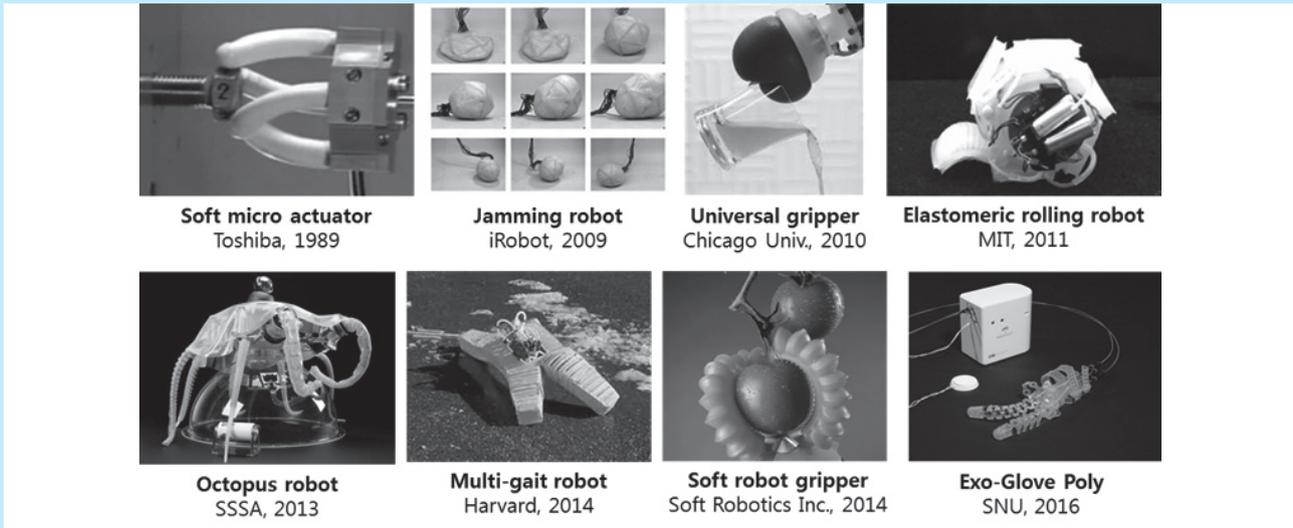 2
Soft micro actuator
Toshiba, 1989
Jamming robot
iRobot, 2009
Universal gripper
Chicago Univ., 2010
Elastomeric rolling robot
MIT, 2011
Octopus robot
SSSA, 2013
Multi-gait robot
Harvard, 2014
Soft robot gripper
Soft Robotics Inc., 2014
Exo-Glove Poly
SNU, 2016